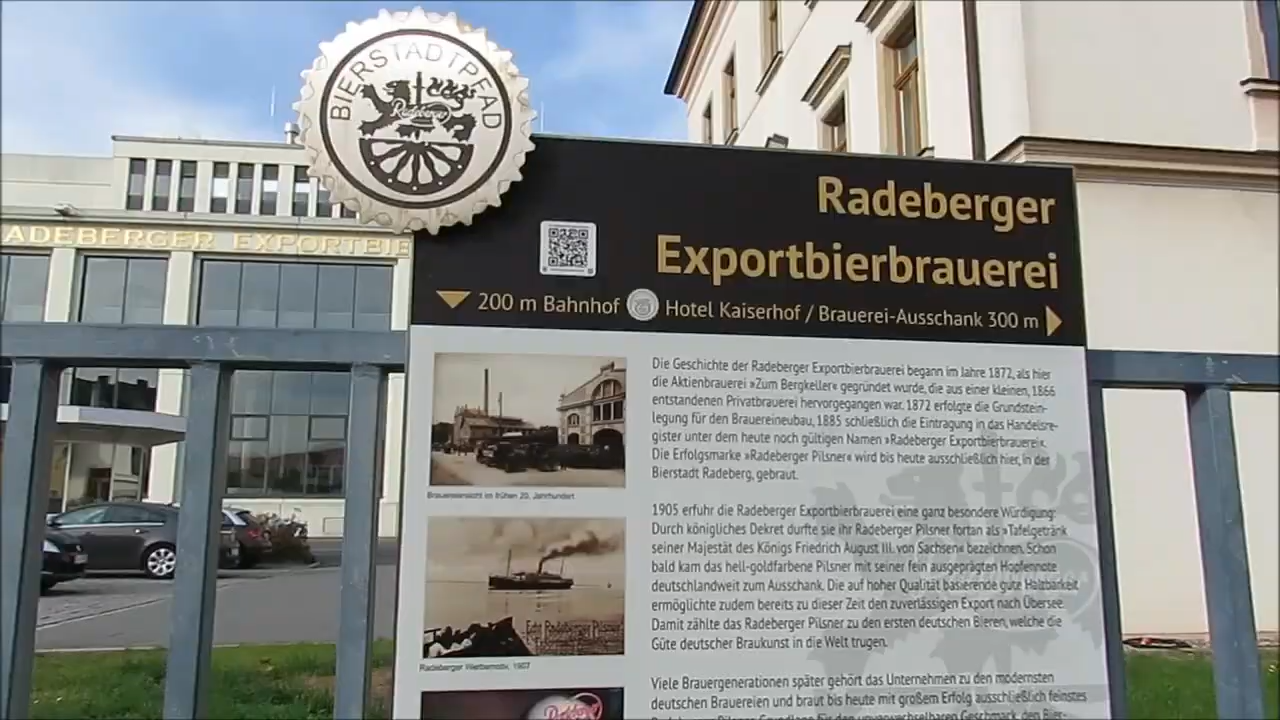 BIERSTADTPFAD
Radeberger
ADEBERGER EXPORTBIE
Radeberger
Exportbierbrauerei
200 m Bahnhof Hotel Kaiserhof / Brauerei-Ausschank 300 m
Die Geschichte der Radeberger Exportbierbrauerei begann im Jahre 1872, als hier
die Aktienbrauerei »Zum Bergkeller« gegründet wurde, die aus einer kleinen, 1866
entstandenen Privatbrauerei hervorgegangen war. 1872 erfolgte die Grundstein-
legung für den Brauereineubau, 1885 schließlich die Eintragung in das Handelsre-
gister unter dem heute noch gültigen Namen »Radeberger Exportbierbrauerei«.
Die Erfolgsmarke »Radeberger Pilsner« wird bis heute ausschließlich hier, in der
Bierstadt Radeberg, gebraut.
Brauereiansicht im frühen 20. Jahrhundert
1905 erfuhr die Radeberger Exportbierbrauerei eine ganz besondere Würdigung:
Durch königliches Dekret durfte sie ihr Radeberger Pilsner fortan als »Tafelgetränk
seiner Majestät des Königs Friedrich August III. von Sachsen« bezeichnen. Schon
bald kam das hell-goldfarbene Pilsner mit seiner fein ausgeprägten Hopfennote
deutschlandweit zum Ausschank. Die auf hoher Qualität basierende gute Haltbarkeit
ermöglichte zudem bereits zu dieser Zeit den zuverlässigen Export nach Übersee.
Damit zählte das Radeberger Pilsner zu den ersten deutschen Bieren, welche die
Güte deutscher Braukunst in die Welt trugen.
Echt Radeberger Pilsner
Radeberger Werbemotiv, 1907
Viele Brauergenerationen später gehört das Unternehmen zu den modernsten
deutschen Brauereien und braut bis heute mit großem Erfolg ausschließlich feinstes
Radeberger Pilsner. Grundlage für den unverwechselbaren Geschmack, den Bier-